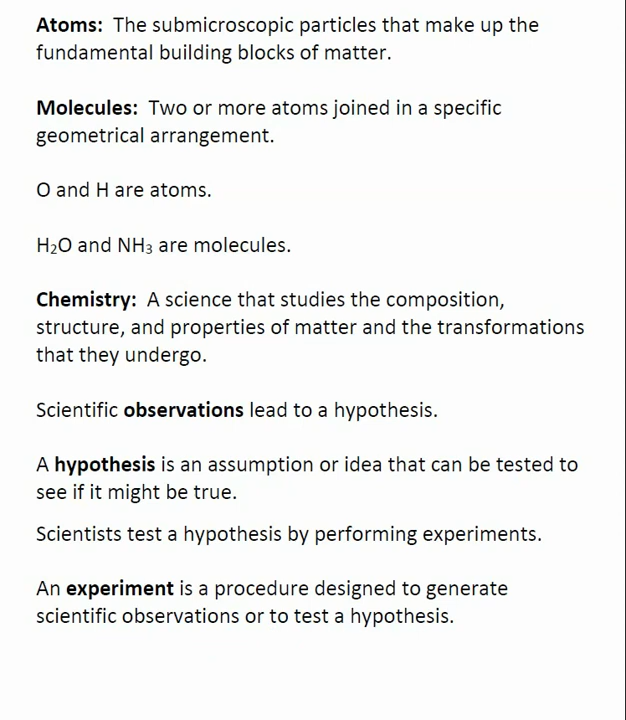 Atoms:  The submicroscopic particles that make up the
fundamental building blocks of matter.
Molecules:  Two or more atoms joined in a specific
geometrical arrangement.
O and H are atoms.
H₂O and NH₃ are molecules.
Chemistry:  A science that studies the composition,
structure, and properties of matter and the transformations
that they undergo.
Scientific observations lead to a hypothesis.
A hypothesis is an assumption or idea that can be tested to
see if it might be true.
Scientists test a hypothesis by performing experiments.
An experiment is a procedure designed to generate
scientific observations or to test a hypothesis.